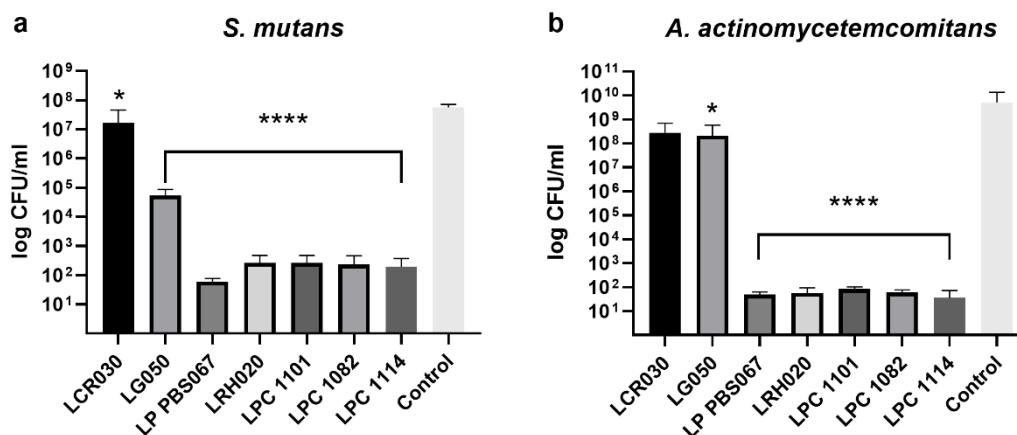 a
S. mutans
log CFU/ml
10⁹
10⁸
10⁷
10⁶
10⁵
10⁴
10³
10²
10¹
*
****
LCR030
LG050
LP PBS067
LRH020
LPC 1101
LPC 1082
LPC 1114
Control
b
A. actinomycetemcomitans
log CFU/ml
10¹¹
10¹⁰
10⁹
10⁸
10⁷
10⁶
10⁵
10⁴
10³
10²
10¹
*
****
LCR030
LG050
LP PBS067
LRH020
LPC 1101
LPC 1082
LPC 1114
Control